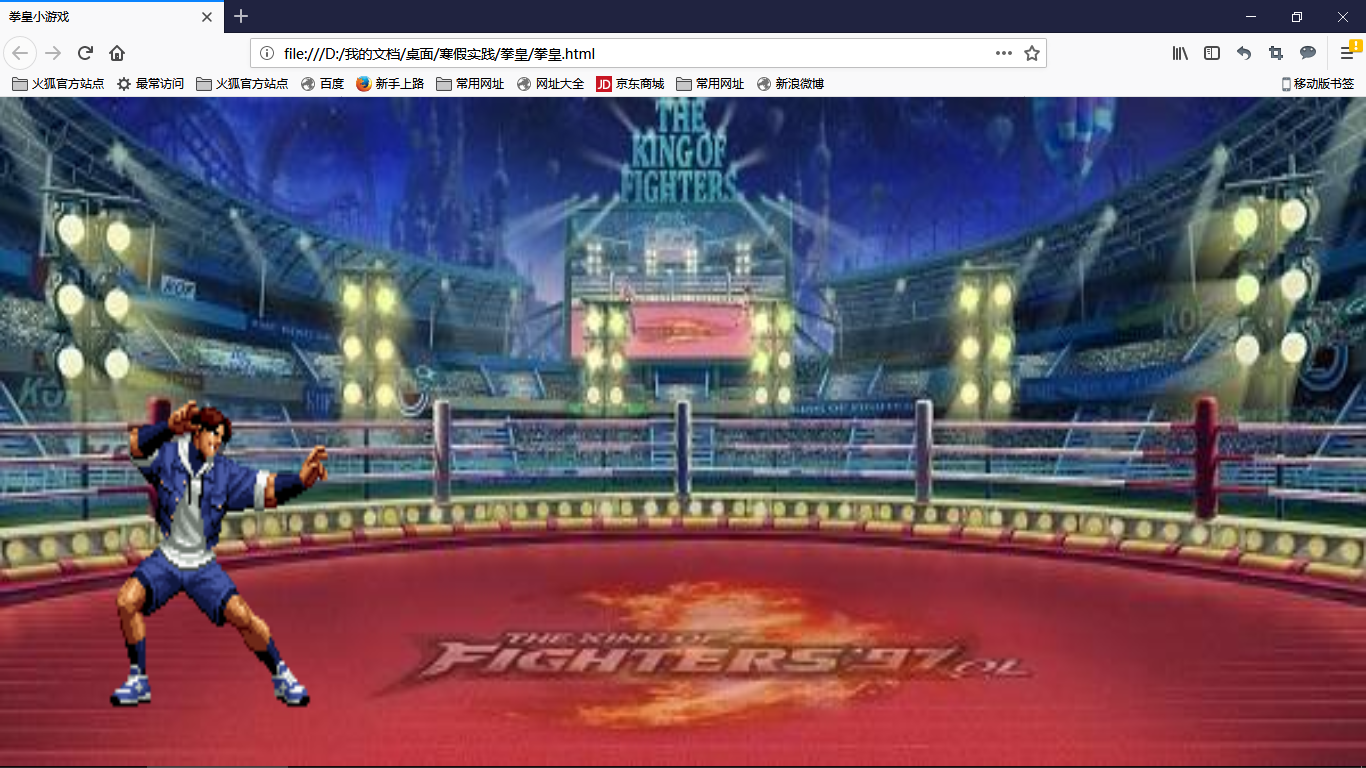 拳皇小游戏
file:///D:/我的文档/桌面/寒假实践/拳皇/拳皇.html
火狐官方站点 最常访问 火狐官方站点 百度 新手上路 常用网址 网址大全 JD 京东商城 常用网址 新浪微博 移动版书签
THE
KING OF
FIGHTERS
KOF
KOF
THE KING OF
FIGHTERS'97 OL